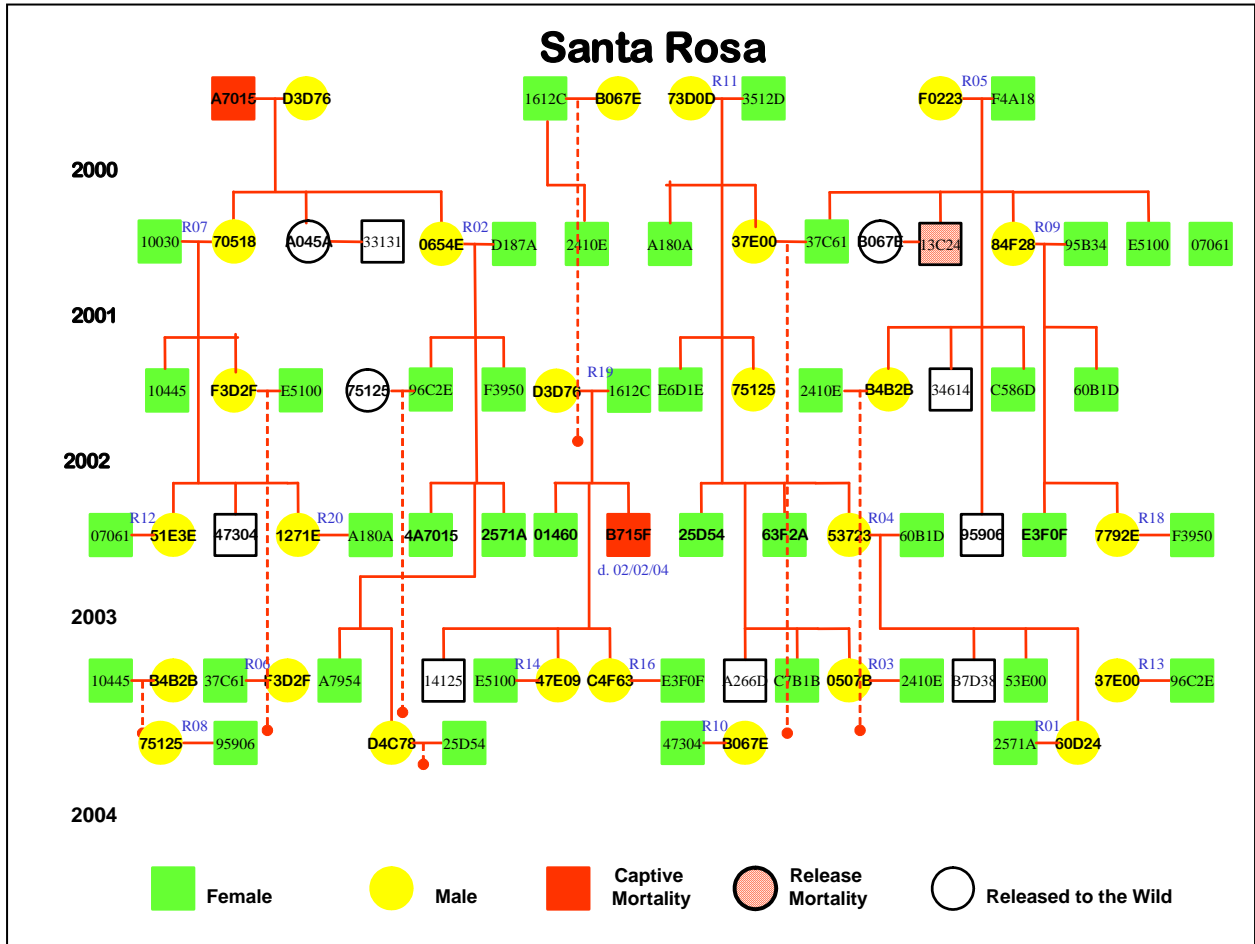 Santa Rosa
A7015 D3D76 1612C B067E 73D0D R11 3512D F0223 R05 F4A18
2000
10030 R07 70518 A045A 33131 0654E R02 D187A 2410E A180A 37E00 37C61 B067E 13C24 84F28 R09 95B34 E5100 07061
2001
10445 F3D2F E5100 75125 96C2E F3950 D3D76 R19 1612C E6D1E 75125 2410E B4B2B 34614 C586D 60B1D
2002
07061 R12 51E3E 47304 1271E R20 A180A 4A7015 2571A 01460 B715F 25D54 63F2A 53723 R04 60B1D 95906 E3F0F 7792E R18 F3950
d. 02/02/04
2003
10445 B4B2B 37C61 R06 F3D2F A7954 14125 E5100 R14 47E09 C4F63 R16 E3F0F A266D C7B1B 0507B R03 2410E B7D38 53E00 37E00 R13 96C2E
75125 R08 95906 D4C78 25D54 47304 R10 B067E 2571A R01 60D24
2004
Female Male Captive Mortality Release Mortality Released to the Wild